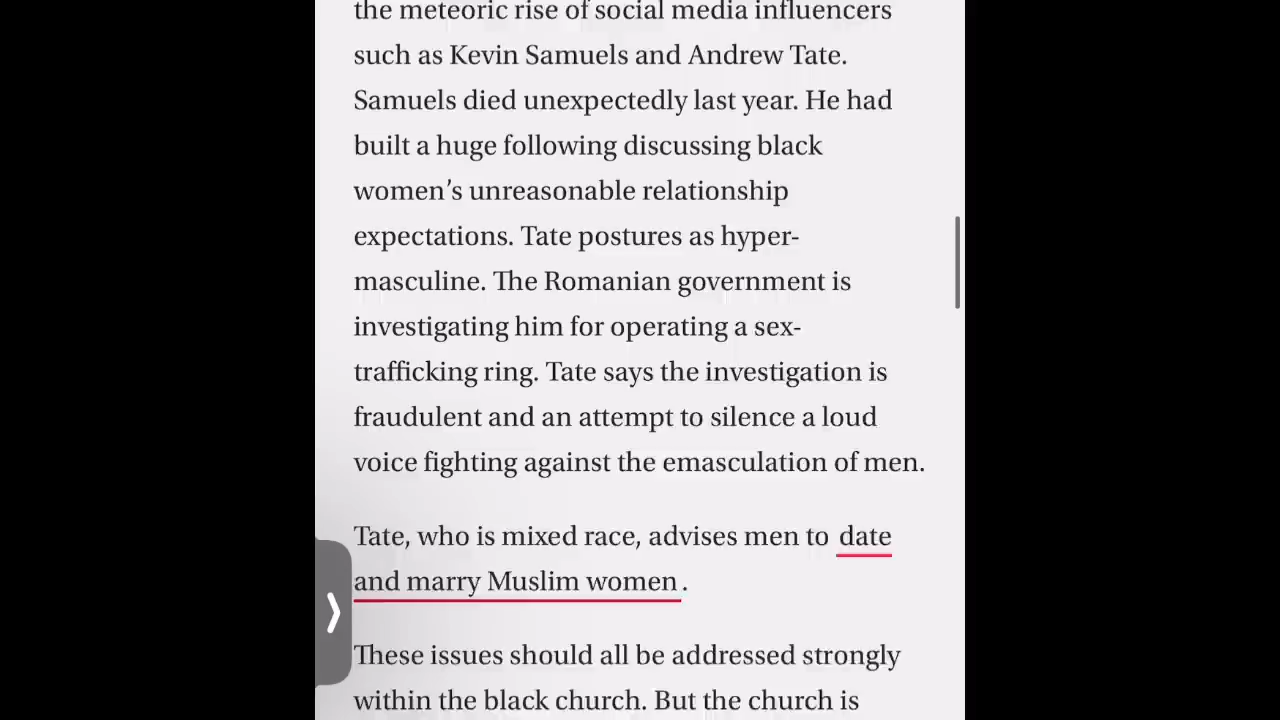 the meteoric rise of social media influencers
such as Kevin Samuels and Andrew Tate.
Samuels died unexpectedly last year. He had
built a huge following discussing black
women’s unreasonable relationship
expectations. Tate postures as hyper-
masculine. The Romanian government is
investigating him for operating a sex-
trafficking ring. Tate says the investigation is
fraudulent and an attempt to silence a loud
voice fighting against the emasculation of men.
Tate, who is mixed race, advises men to date
and marry Muslim women.
These issues should all be addressed strongly
within the black church. But the church is